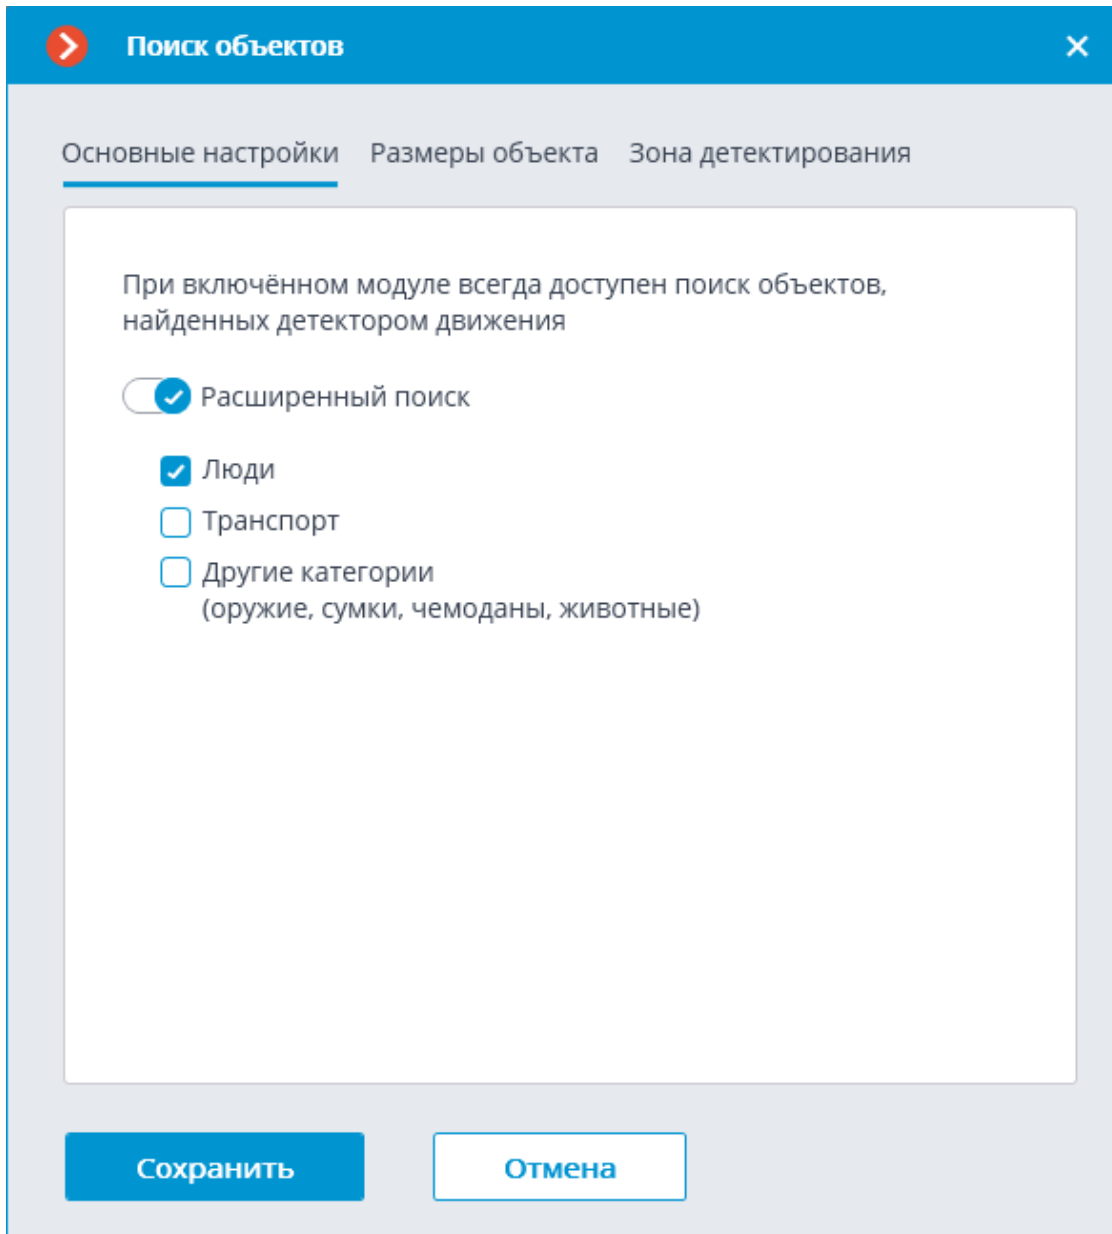 Поиск объектов
Основные настройки Размеры объекта Зона детектирования
При включённом модуле всегда доступен поиск объектов,
найденных детектором движения
Расширенный поиск
Люди
Транспорт
Другие категории
(оружие, сумки, чемоданы, животные)
Сохранить Отмена